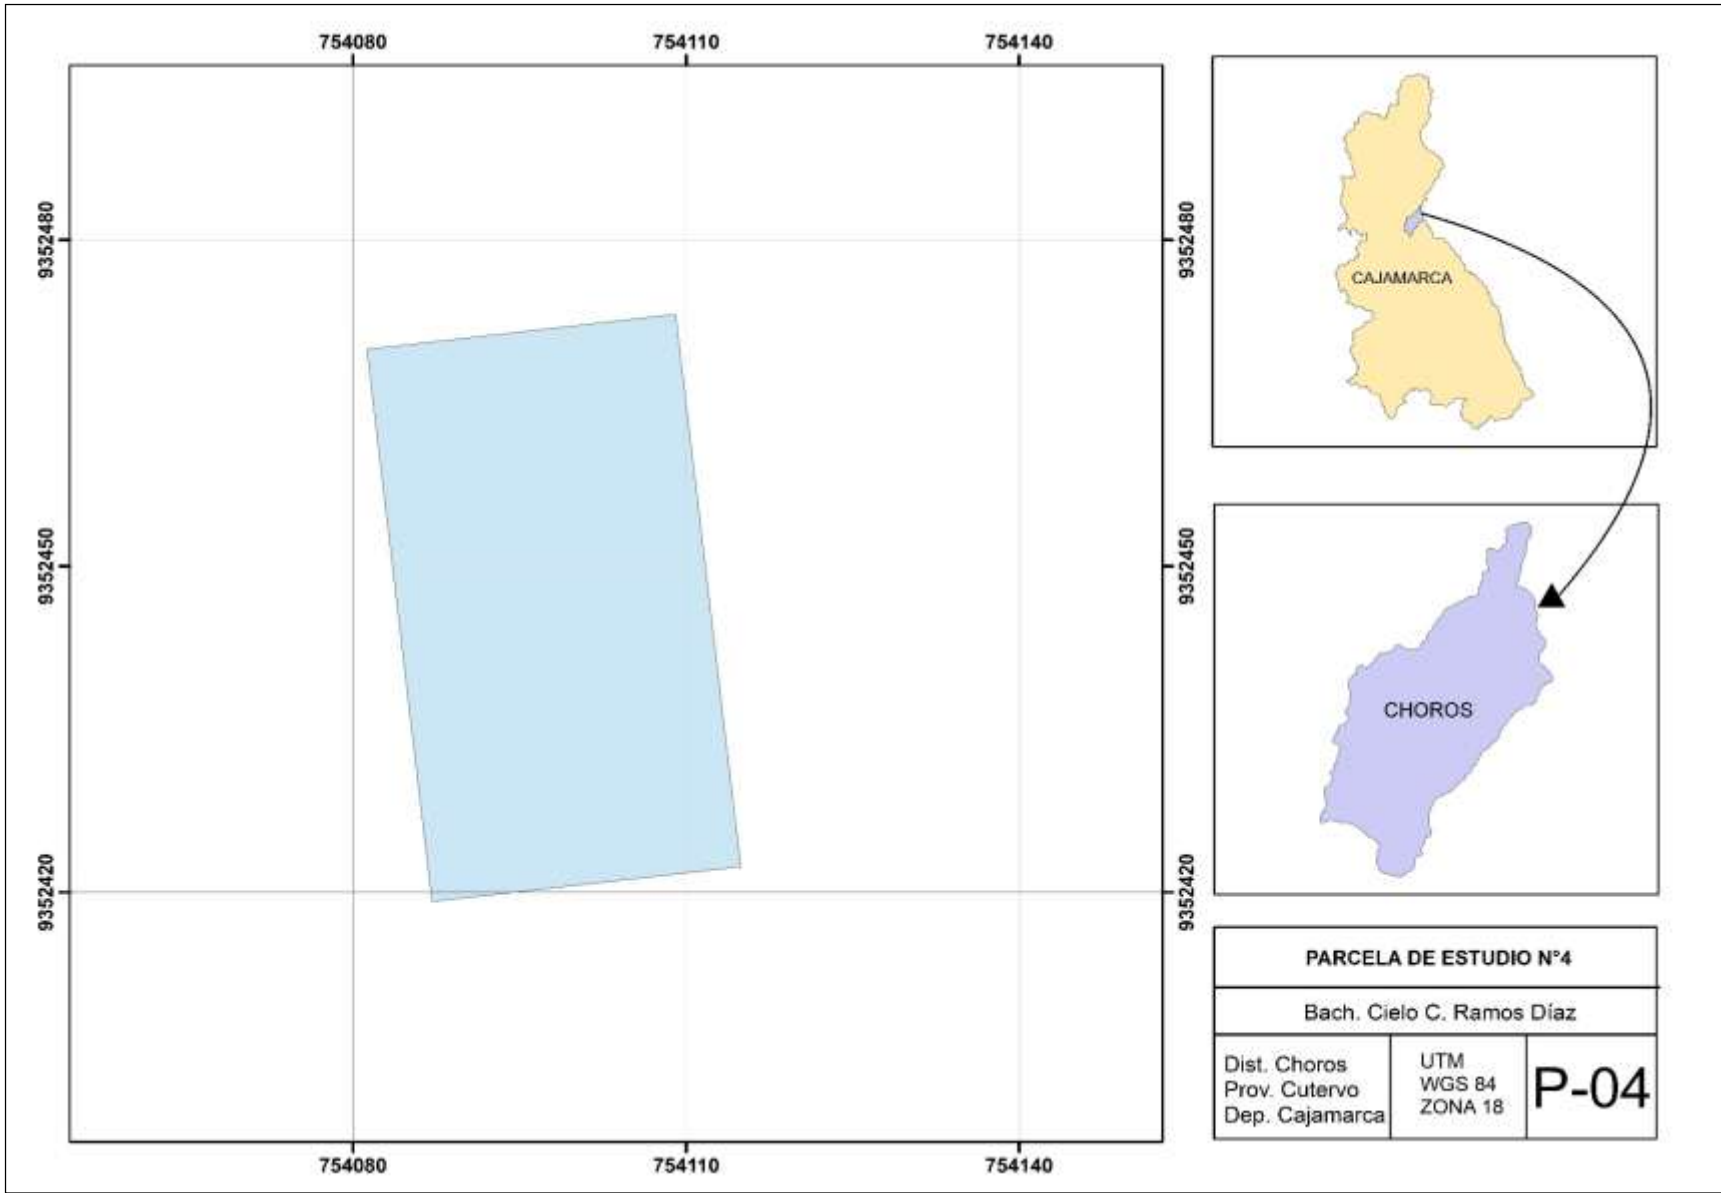 754080
754110
754140
9352480
9352480
9352450
9352450
9352420
9352420
754080
754110
754140
CAJAMARCA
CHOROS
PARCELA DE ESTUDIO N°4
Bach. Cielo C. Ramos Díaz
Dist. Choros
Prov. Cutervo
Dep. Cajamarca
UTM
WGS 84
ZONA 18
P-04